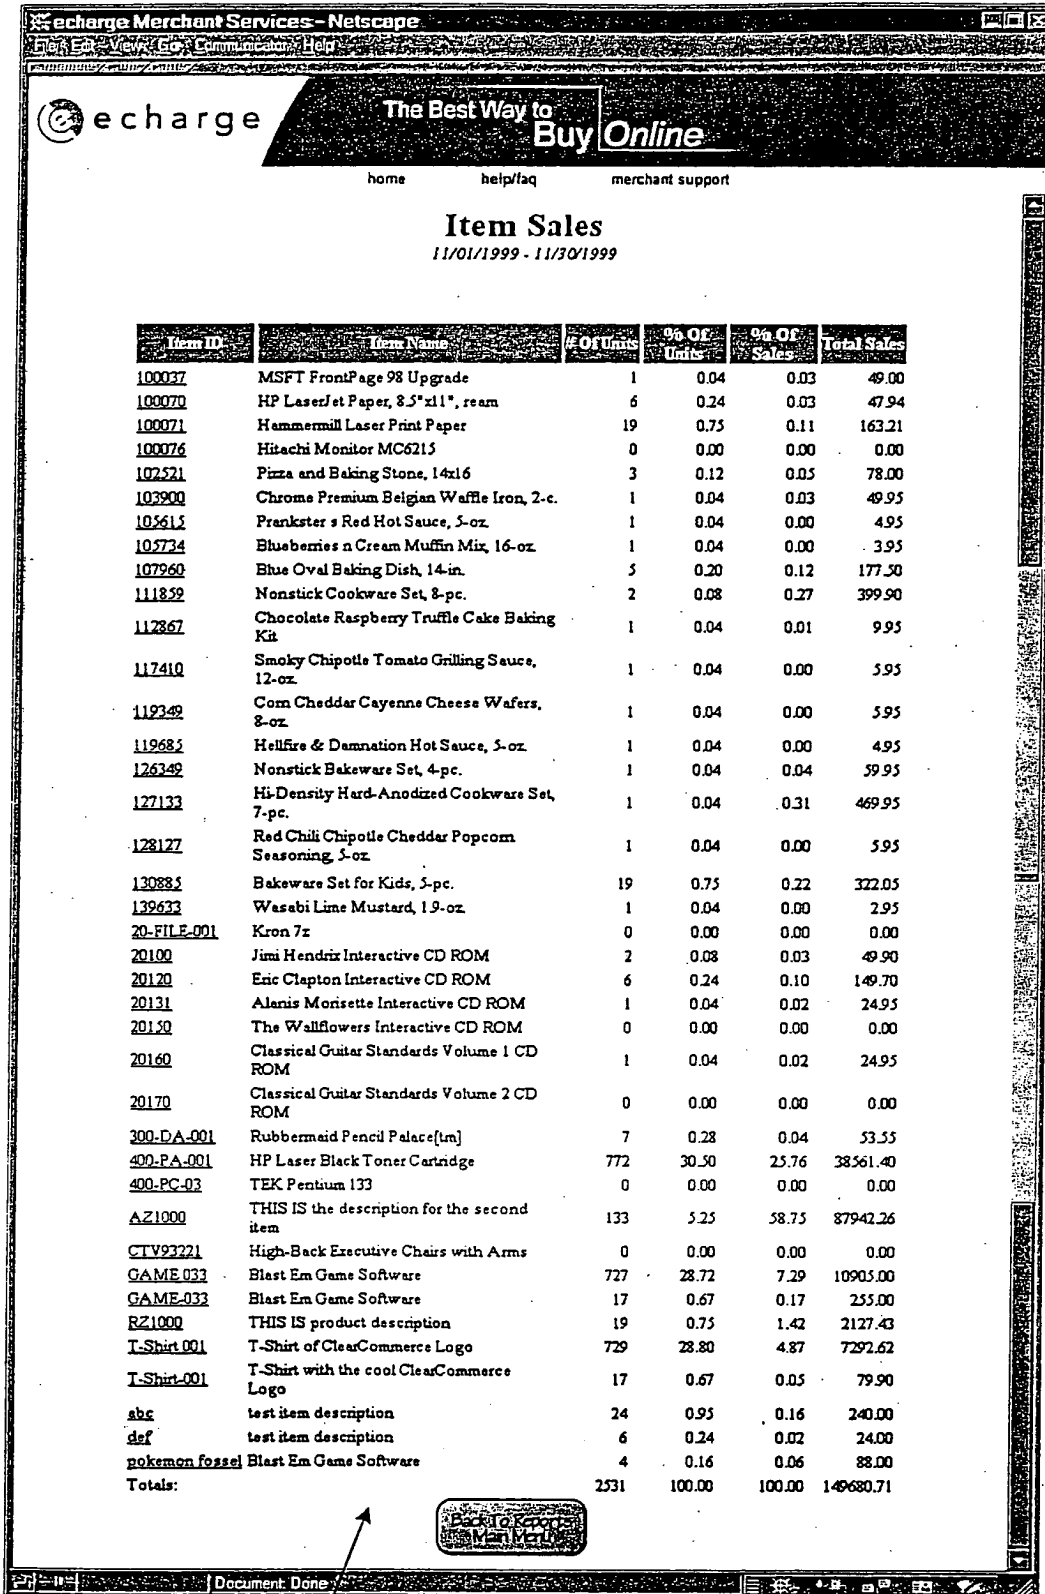 echarge Merchant Services - Netscape
File Edit View Go Communicator Help
echarge
The Best Way to
Buy Online
home help/faq merchant support
Item Sales
11/01/1999 - 11/30/1999
Item ID Item Name # Of Units % Of Units % Of Sales Total Sales
100037 MSFT FrontPage 98 Upgrade 1 0.04 0.03 49.00
100070 HP LaserJet Paper, 8.5"x11", ream 6 0.24 0.03 47.94
100071 Hammermill Laser Print Paper 19 0.75 0.11 163.21
100076 Hitachi Monitor MC6215 0 0.00 0.00 0.00
102521 Pizza and Baking Stone, 14x16 3 0.12 0.05 78.00
103900 Chrome Premium Belgian Waffle Iron, 2-c. 1 0.04 0.03 49.95
105615 Prankster s Red Hot Sauce, 5-oz. 1 0.04 0.00 4.95
105734 Blueberries n Cream Muffin Mix, 16-oz. 1 0.04 0.00 3.95
107960 Blue Oval Baking Dish, 14-in. 5 0.20 0.12 177.50
111859 Nonstick Cookware Set, 8-pc. 2 0.08 0.27 399.90
112867 Chocolate Raspberry Truffle Cake Baking
Kit 1 0.04 0.01 9.95
117410 Smoky Chipotle Tomato Grilling Sauce,
12-oz. 1 0.04 0.00 5.95
119349 Corn Cheddar Cayenne Cheese Wafers,
8-oz. 1 0.04 0.00 5.95
119685 Hellfire & Damnation Hot Sauce, 5-oz. 1 0.04 0.00 4.95
126349 Nonstick Bakeware Set, 4-pc. 1 0.04 0.04 59.95
127133 Hi-Density Hard-Anodized Cookware Set,
7-pc. 1 0.04 0.31 469.95
128127 Red Chili Chipotle Cheddar Popcorn
Seasoning, 5-oz. 1 0.04 0.00 5.95
130885 Bakeware Set for Kids, 5-pc. 19 0.75 0.22 322.05
139633 Wasabi Lime Mustard, 1.9-oz. 1 0.04 0.00 2.95
20-FILE-001 Kron 7z 0 0.00 0.00 0.00
20100 Jimi Hendrix Interactive CD ROM 2 0.08 0.03 49.90
20120 Eric Clapton Interactive CD ROM 6 0.24 0.10 149.70
20131 Alanis Morisette Interactive CD ROM 1 0.04 0.02 24.95
20150 The Wallflowers Interactive CD ROM 0 0.00 0.00 0.00
20160 Classical Guitar Standards Volume 1 CD
ROM 1 0.04 0.02 24.95
20170 Classical Guitar Standards Volume 2 CD
ROM 0 0.00 0.00 0.00
300-DA-001 Rubbermaid Pencil Palace[tm] 7 0.28 0.04 53.55
400-PA-001 HP Laser Black Toner Cartridge 772 30.50 25.76 38561.40
400-PC-03 TEK Pentium 133 0 0.00 0.00 0.00
AZ1000 THIS IS the description for the second
item 133 5.25 58.75 87942.26
CTV93221 High-Back Executive Chairs with Arms 0 0.00 0.00 0.00
GAME 033 Blast Em Game Software 727 28.72 7.29 10905.00
GAME-033 Blast Em Game Software 17 0.67 0.17 255.00
RZ1000 THIS IS product description 19 0.75 1.42 2127.43
T-Shirt 001 T-Shirt of ClearCommerce Logo 729 28.80 4.87 7292.62
T-Shirt-001 T-Shirt with the cool ClearCommerce
Logo 17 0.67 0.05 79.90
abc test item description 24 0.95 0.16 240.00
def test item description 6 0.24 0.02 24.00
pokemon fossel Blast Em Game Software 4 0.16 0.06 88.00
Totals: 2531 100.00 100.00 149680.71
Back To Reports
Main Menu
Document: Done